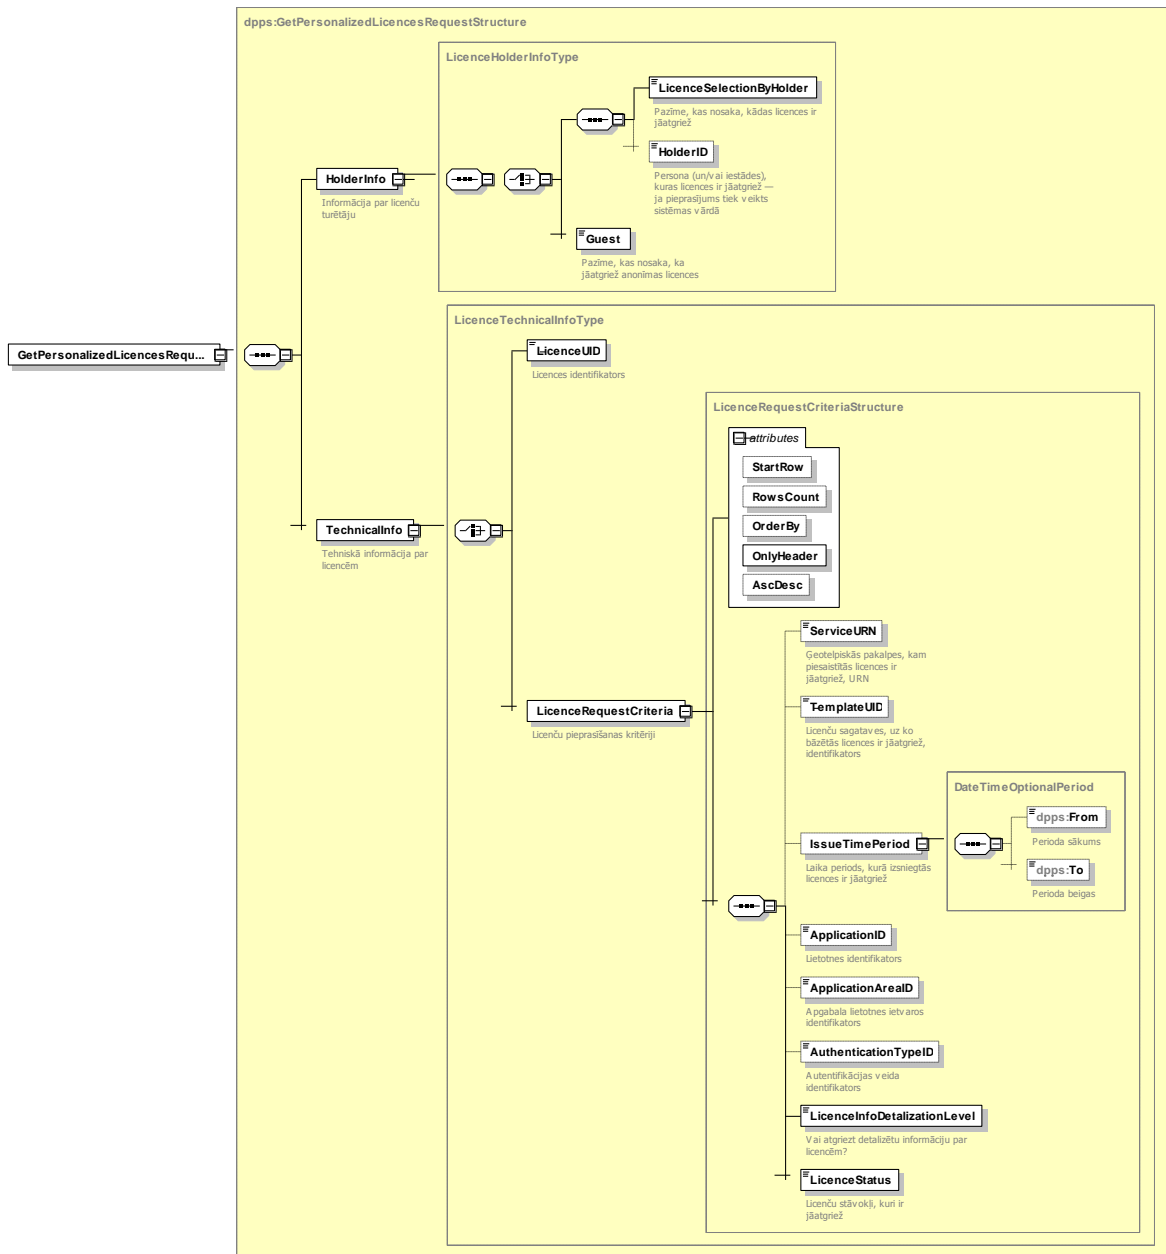 dpps:GetPersonalizedLicencesRequestStructure
LicenceHolderInfoType
LicenceSelectionByHolder
Pazīme, kas nosaka, kādas licences ir
jāatgriež
HolderID
Persona (un/vai iestādes),
kuras licences ir jāatgriež —
ja pieprasījums tiek veikts
sistēmas vārdā
HolderInfo
Informācija par licenču
turētāju
Guest
Pazīme, kas nosaka, ka
jāatgriež anonīmas licences
LicenceTechnicalInfoType
GetPersonalizedLicencesRequ...
LicenceUID
Licences identifikators
LicenceRequestCriteriaStructure
attributes
StartRow
RowsCount
OrderBy
OnlyHeader
AscDesc
TechnicalInfo
Tehniskā informācija par
licencēm
ServiceURN
Ģeotelpiskās pakalpes, kam
piesaistītās licences ir
jāatgriež, URN
TemplateUID
Licenču sagataves, uz ko
bāzētās licences ir jāatgriež,
identifikators
LicenceRequestCriteria
Licenču pieprasīšanas kritēriji
DateTimeOptionalPeriod
dpps:From
Perioda sākums
IssueTimePeriod
Laika periods, kurā izsniegtās
licences ir jāatgriež
dpps:To
Perioda beigas
ApplicationID
Lietotnes identifikators
ApplicationAreaID
Apgabala lietotnes ietvaros
identifikators
AuthenticationTypeID
Autentifikācijas veida
identifikators
LicenceInfoDetalizationLevel
Vai atgriezt detalizētu informāciju par
licencēm?
LicenceStatus
Licenču stāvokļi, kuri ir
jāatgriež